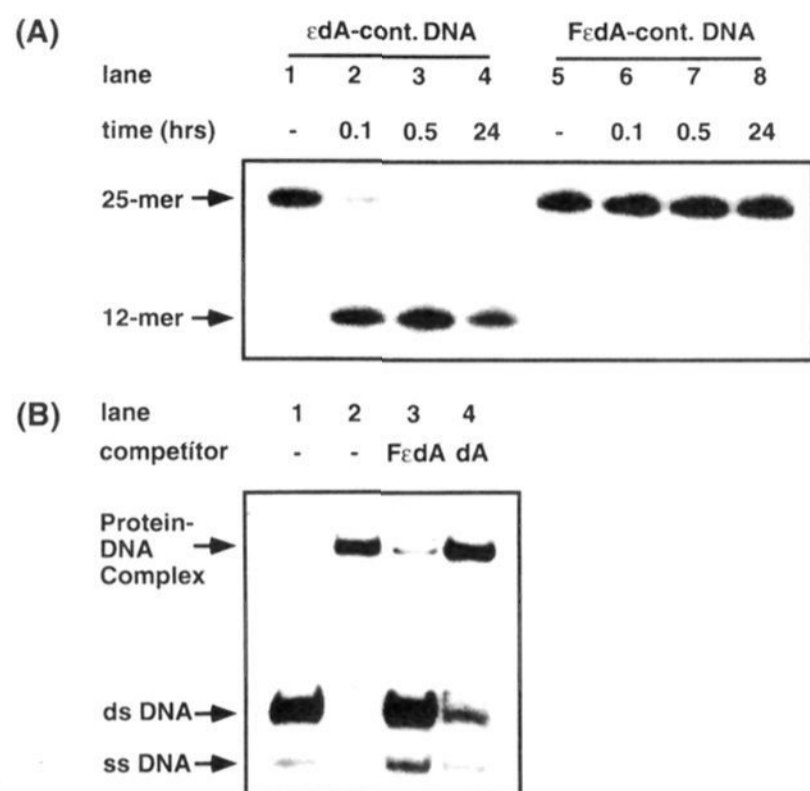 (A) εdA-cont. DNA FεdA-cont. DNA
lane 1 2 3 4 5 6 7 8
time (hrs) - 0.1 0.5 24 - 0.1 0.5 24
25-mer
12-mer
(B) lane 1 2 3 4
competitor - - FεdA dA
Protein-
DNA
Complex
ds DNA
ss DNA